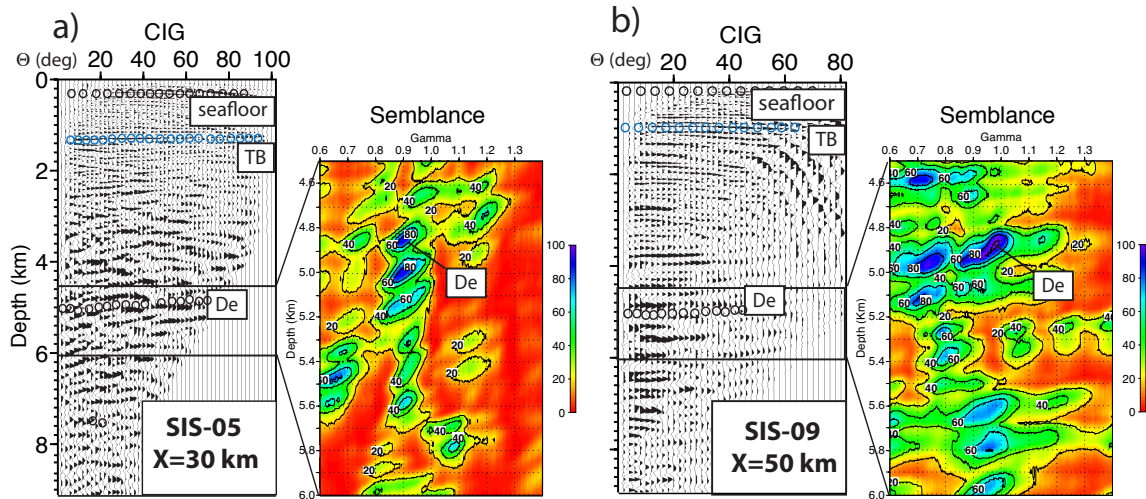 a)
CIG
Θ (deg)
20
40
60
80
100
0
2
4
6
8
Depth (km)
seafloor
TB
De
SIS-05
X=30 km
Semblance
Gamma
0.6
0.7
0.8
0.9
1.0
1.1
1.2
1.3
4.6
4.8
5.0
5.2
5.4
5.6
5.8
6.0
Depth (Km)
De
100
80
60
40
20
0
b)
CIG
Θ (deg)
20
40
60
80
seafloor
TB
De
SIS-09
X=50 km
Semblance
Gamma
0.6
0.7
0.8
0.9
1.0
1.1
1.2
1.3
4.6
4.8
5.0
5.2
5.4
5.6
5.8
6.0
Depth (Km)
De
100
80
60
40
20
0